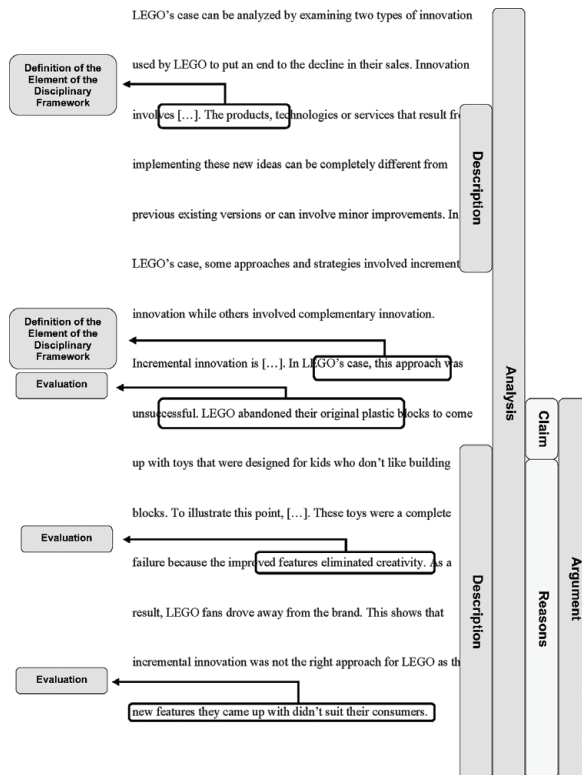 LEGO's case can be analyzed by examining two types of innovation
Definition of the
Element of the
Disciplinary
Framework
used by LEGO to put an end to the decline in their sales. Innovation
involves […]. The products, technologies or services that result fro
implementing these new ideas can be completely different from
previous existing versions or can involve minor improvements. In
LEGO's case, some approaches and strategies involved increment
innovation while others involved complementary innovation.
Definition of the
Element of the
Disciplinary
Framework
Incremental innovation is […]. In LEGO's case, this approach was
Evaluation
unsuccessful. LEGO abandoned their original plastic blocks to come
up with toys that were designed for kids who don't like building
blocks. To illustrate this point, […]. These toys were a complete
Evaluation
failure because the improved features eliminated creativity. As a
result, LEGO fans drove away from the brand. This shows that
incremental innovation was not the right approach for LEGO as th
Evaluation
new features they came up with didn't suit their consumers.
Description
Description
Analysis
Claim
Reasons
Argument